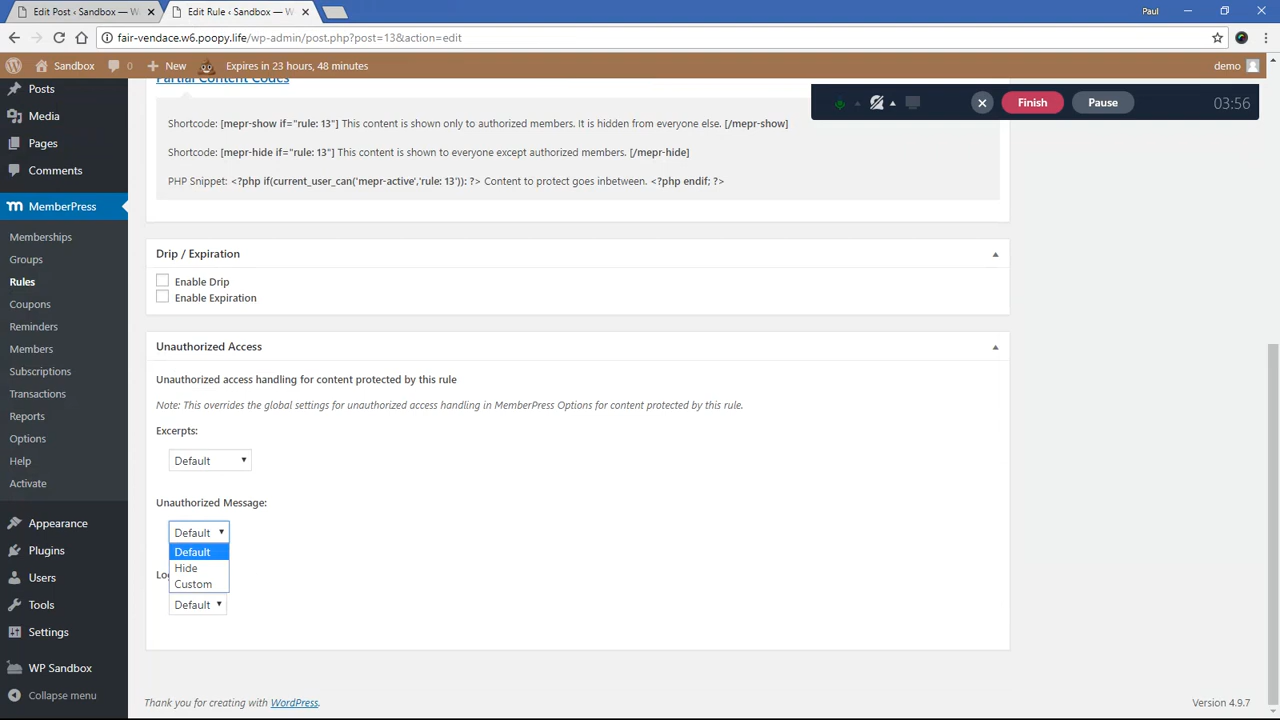 Edit Post ‹ Sandbox — W
Edit Rule ‹ Sandbox — W
Paul
fair-vendace.w6.poopy.life/wp-admin/post.php?post=13&action=edit
Sandbox
0
New
Expires in 23 hours, 48 minutes
demo
Posts
Media
Pages
Comments
MemberPress
Memberships
Groups
Rules
Coupons
Reminders
Members
Subscriptions
Transactions
Reports
Options
Help
Activate
Appearance
Plugins
Users
Tools
Settings
WP Sandbox
Collapse menu
Partial Content Codes
Finish
Pause
03:56
Shortcode: [mepr-show if="rule: 13"] This content is shown only to authorized members. It is hidden from everyone else. [/mepr-show]
Shortcode: [mepr-hide if="rule: 13"] This content is shown to everyone except authorized members. [/mepr-hide]
PHP Snippet: <?php if(current_user_can('mepr-active','rule: 13')): ?> Content to protect goes inbetween. <?php endif; ?>
Drip / Expiration
Enable Drip
Enable Expiration
Unauthorized Access
Unauthorized access handling for content protected by this rule
Note: This overrides the global settings for unauthorized access handling in MemberPress Options for content protected by this rule.
Excerpts:
Default
Unauthorized Message:
Default
Default
Hide
Custom
Default
Thank you for creating with WordPress.
Version 4.9.7